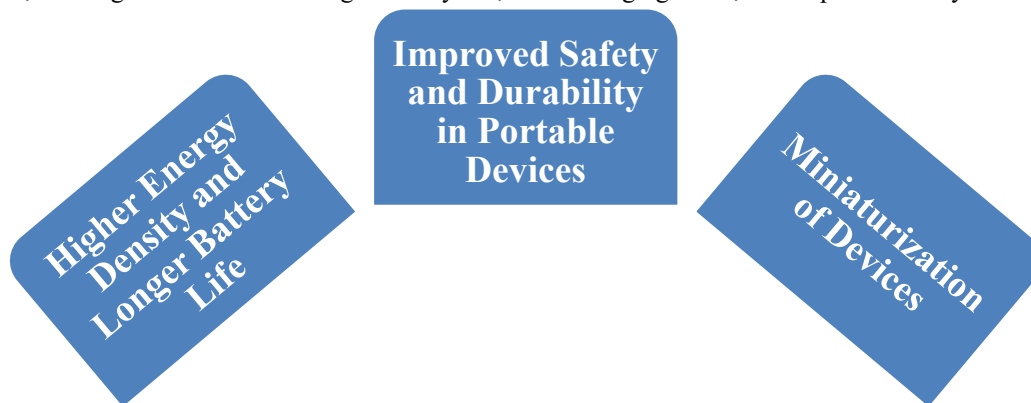 Higher Energy
Density and
Longer Battery
Life
Improved Safety
and Durability
in Portable
Devices
Miniaturization
of Devices